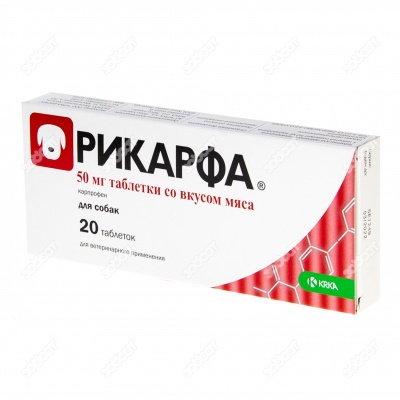 РИКАРФА®
50 мг таблетки со вкусом мяса
карпрофен
для собак
20 таблеток
для ветеринарного применения
KRKA